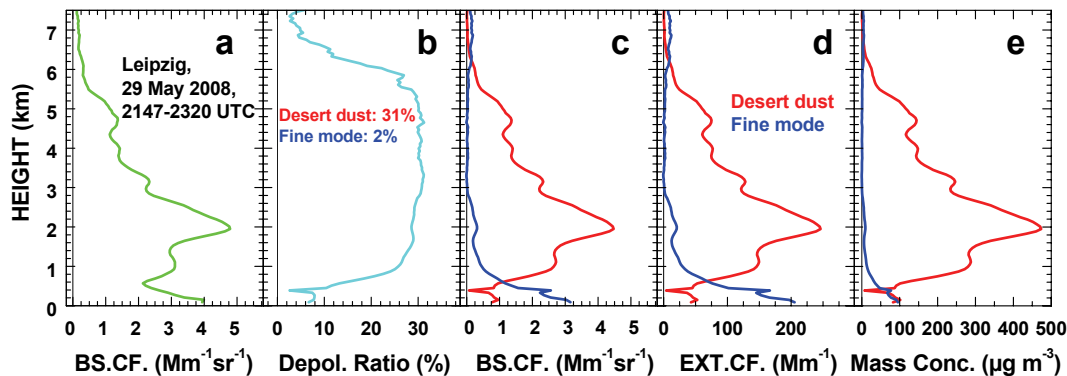 a
b
c
d
e
Leipzig,
29 May 2008,
2147-2320 UTC
Desert dust: 31%
Fine mode: 2%
Desert dust
Fine mode
HEIGHT (km)
7
6
5
4
3
2
1
0
0 1 2 3 4 5
0 10 20 30
0 1 2 3 4
0 100 200
0 100 200 300 400 500
BS.CF. (Mm⁻¹sr⁻¹)
Depol. Ratio (%)
BS.CF. (Mm⁻¹sr⁻¹)
EXT.CF. (Mm⁻¹)
Mass Conc. (µg m⁻³)